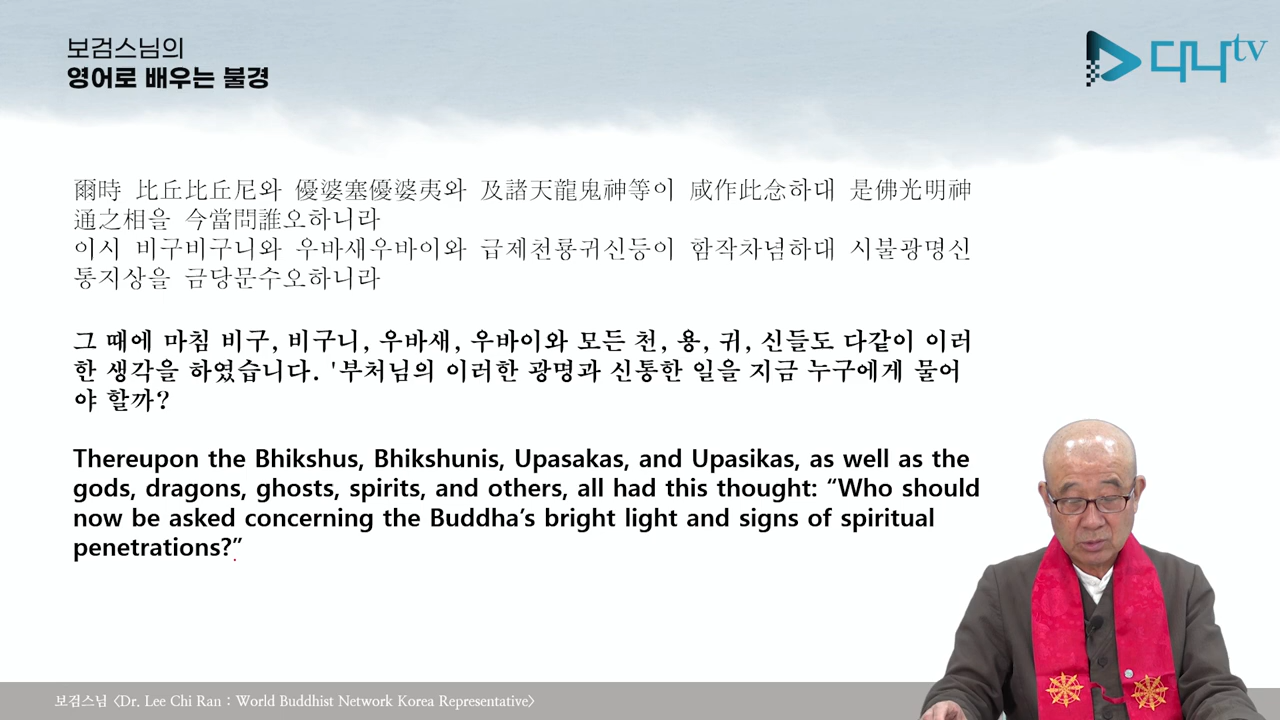 보검스님의
영어로 배우는 불경
다나tv
爾時 比丘比丘尼와 優婆塞優婆夷와 及諸天龍鬼神等이 咸作此念하대 是佛光明神
通之相을 今當問誰오하니라
이시 비구비구니와 우바새우바이와 급제천룡귀신등이 함작차념하대 시불광명신
통지상을 금당문수오하니라
그 때에 마침 비구, 비구니, 우바새, 우바이와 모든 천, 용, 귀, 신들도 다같이 이러
한 생각을 하였습니다. '부처님의 이러한 광명과 신통한 일을 지금 누구에게 물어
야 할까?
Thereupon the Bhikshus, Bhikshunis, Upasakas, and Upasikas, as well as the
gods, dragons, ghosts, spirits, and others, all had this thought: “Who should
now be asked concerning the Buddha’s bright light and signs of spiritual
penetrations?”
보검스님 <Dr. Lee Chi Ran : World Buddhist Network Korea Representative>